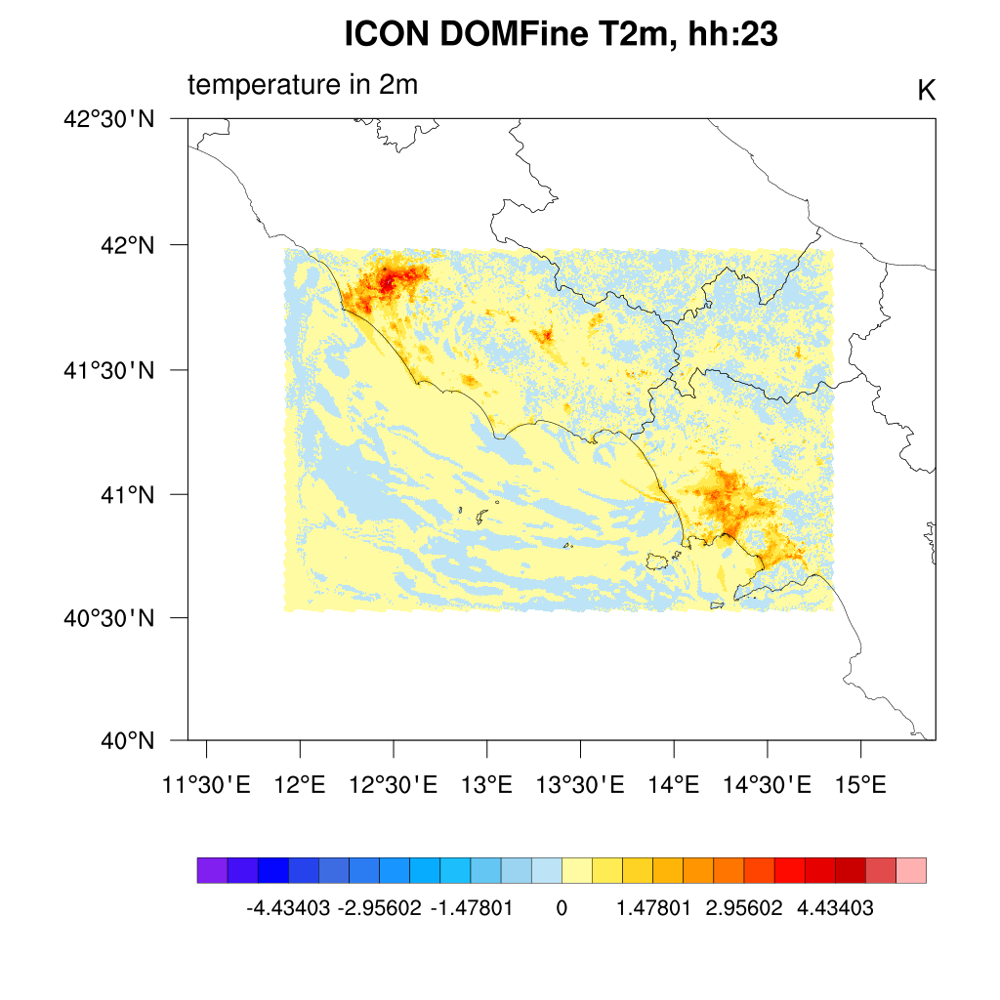 ICON DOMFine T2m, hh:23
temperature in 2m
K
42°30'N
42°N
41°30'N
41°N
40°30'N
40°N
11°30'E 12°E 12°30'E 13°E 13°30'E 14°E 14°30'E 15°E
-4.43403 -2.95602 -1.47801 0 1.47801 2.95602 4.43403